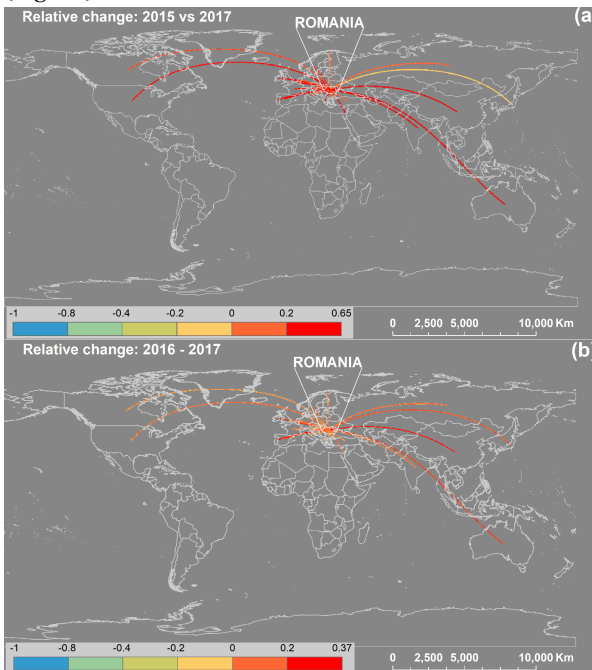 Relative change: 2015 vs 2017
(a
ROMANIA
-1 -0.8 -0.4 -0.2 0 0.2 0.65
0 2,500 5,000 10,000 Km
Relative change: 2016 - 2017
(b)
ROMANIA
-1 -0.8 -0.4 -0.2 0 0.2 0.37
0 2,500 5,000 10,000 Km